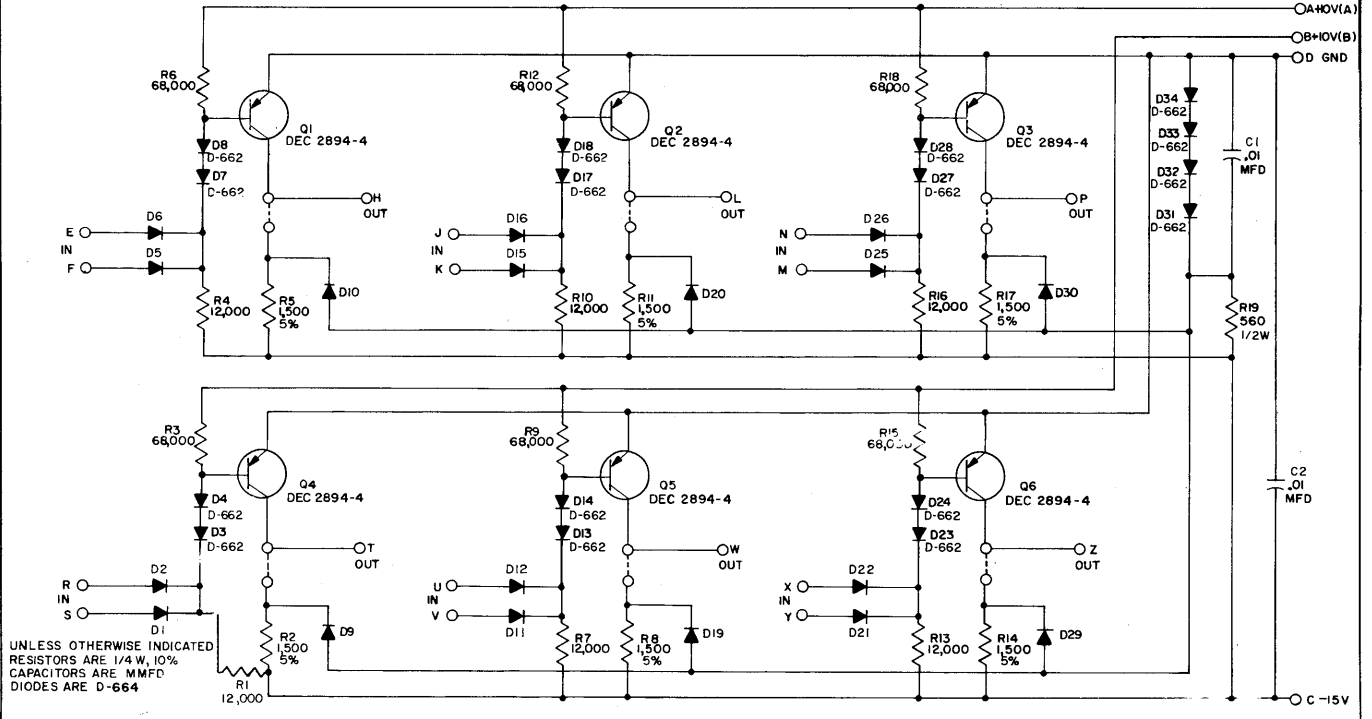 A+10V(A)
B+10V(B)
D GND
R6
68,000
Q1
DEC 2894-4
D8
D-662
D7
D-662
H
OUT
D6
E
IN
D5
F
R4
12,000
R5
1,500
5%
D10
R12
68,000
Q2
DEC 2894-4
D18
D-662
D17
D-662
L
OUT
D16
J
IN
D15
K
R10
12,000
R11
1,500
5%
D20
R18
68,000
Q3
DEC 2894-4
D28
D-662
D27
D-662
P
OUT
D26
N
IN
D25
M
R16
12,000
R17
1,500
5%
D30
D34
D-662
D33
D-662
D32
D-662
D31
D-662
C1
.01
MFD
R19
560
1/2W
R3
68,000
Q4
DEC 2894-4
D4
D-662
D3
D-662
T
OUT
D2
R
IN
S
D1
R2
1,500
5%
D9
R1
12,000
R9
68,000
Q5
DEC 2894-4
D14
D-662
D13
D-662
W
OUT
D12
U
IN
V
D11
R7
12,000
R8
1,500
5%
D19
R15
68,000
Q6
DEC 2894-4
D24
D-662
D23
D-662
Z
OUT
D22
X
IN
Y
D21
R13
12,000
R14
1,500
5%
D29
C2
.01
MFD
C -15V
UNLESS OTHERWISE INDICATED
RESISTORS ARE 1/4 W, 10%
CAPACITORS ARE MMFD
DIODES ARE D-664